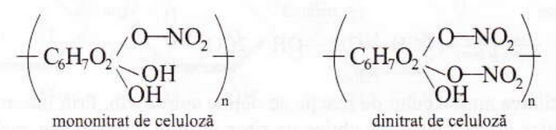 O—NO₂
C₆H₇O₂
OH
OH
n
mononitrat de celuloză
O—NO₂
C₆H₇O₂
O—NO₂
OH
n
dinitrat de celuloză